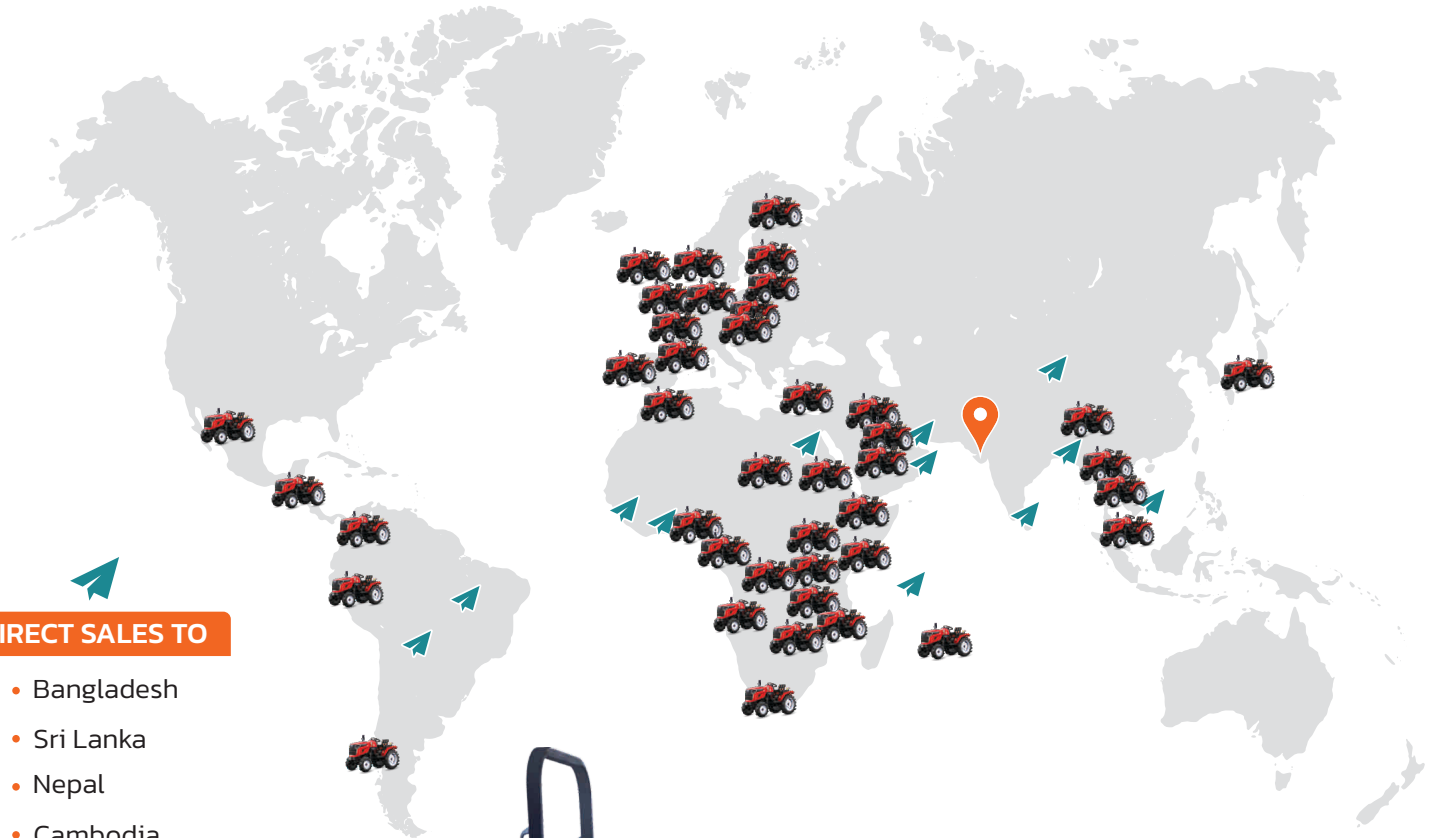 IRECT SALES TO
• Bangladesh
• Sri Lanka
• Nepal
• Cambodia